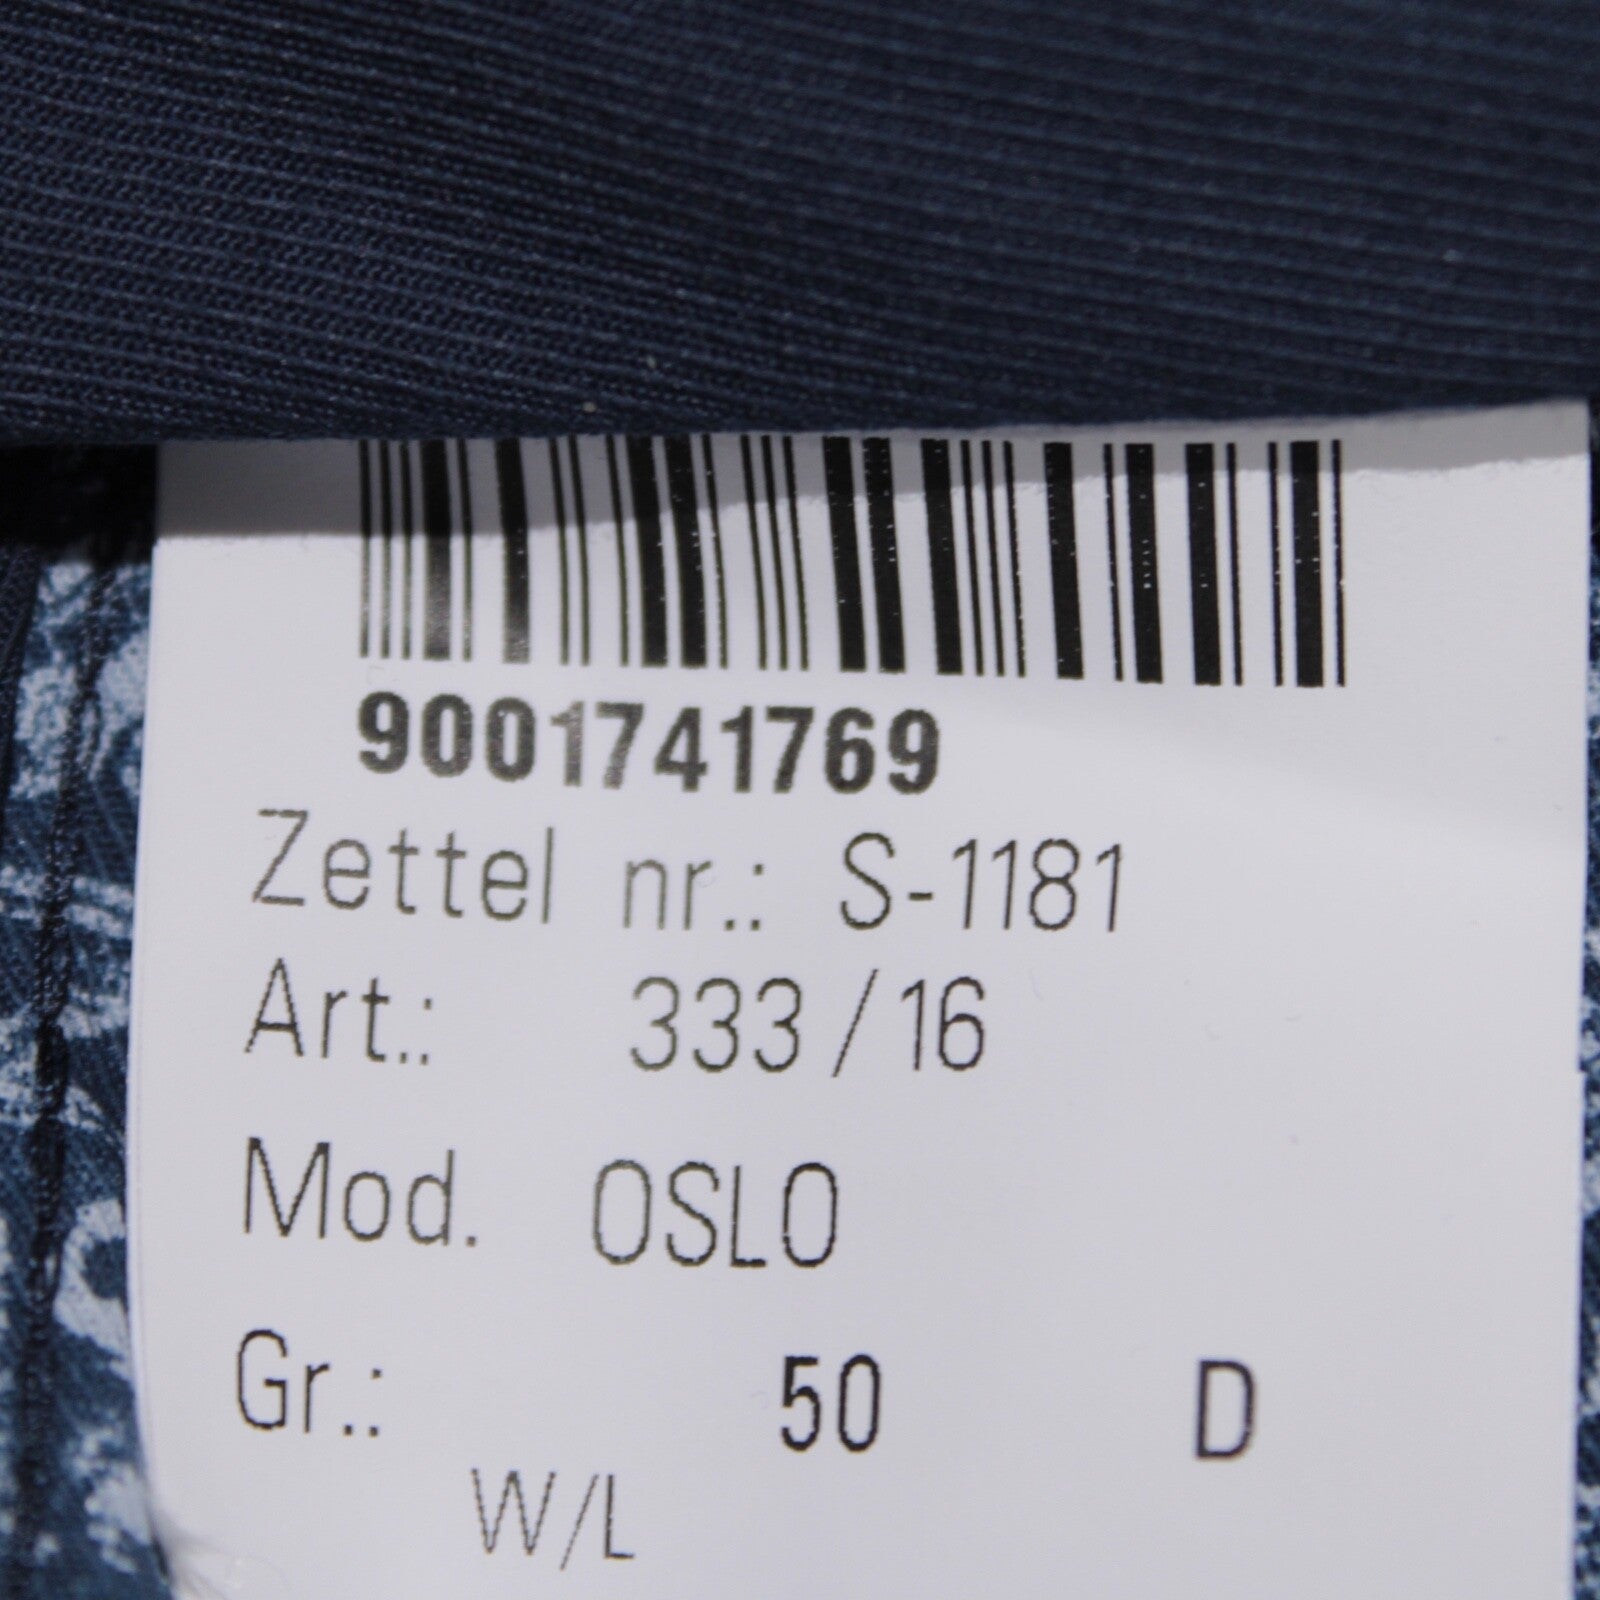 9001741769
Zettel nr.: S-1181
Art.: 333/16
Mod. OSLO
Gr.: 50 D
W/L